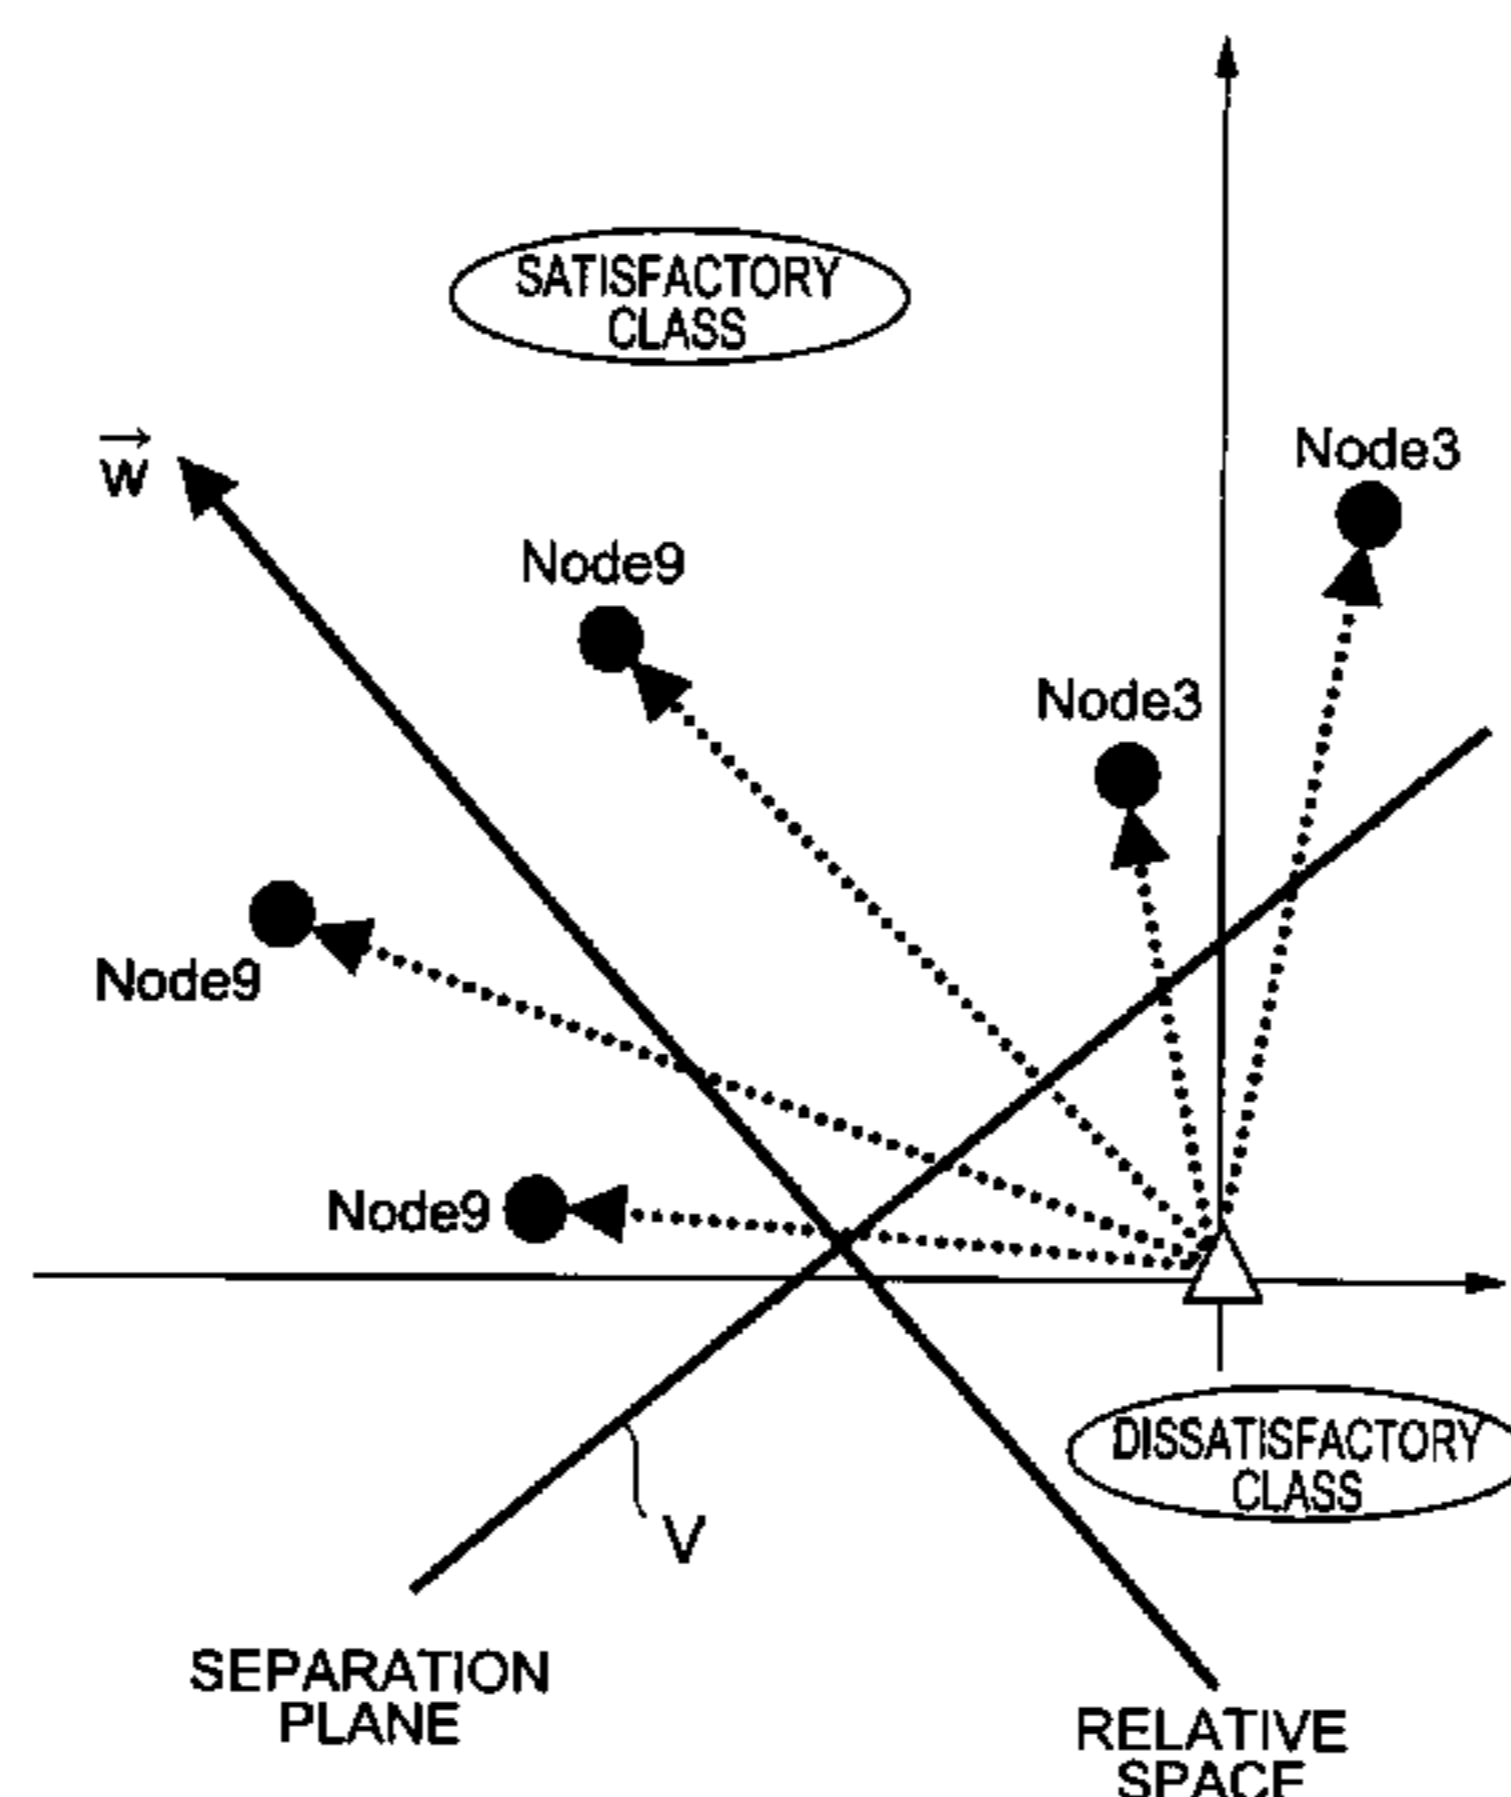 SATISFACTORY
CLASS
Node3
w
Node9
Node3
Node9
Node9
DISSATISFACTORY
CLASS
V
SEPARATION
PLANE
RELATIVE
SPACE